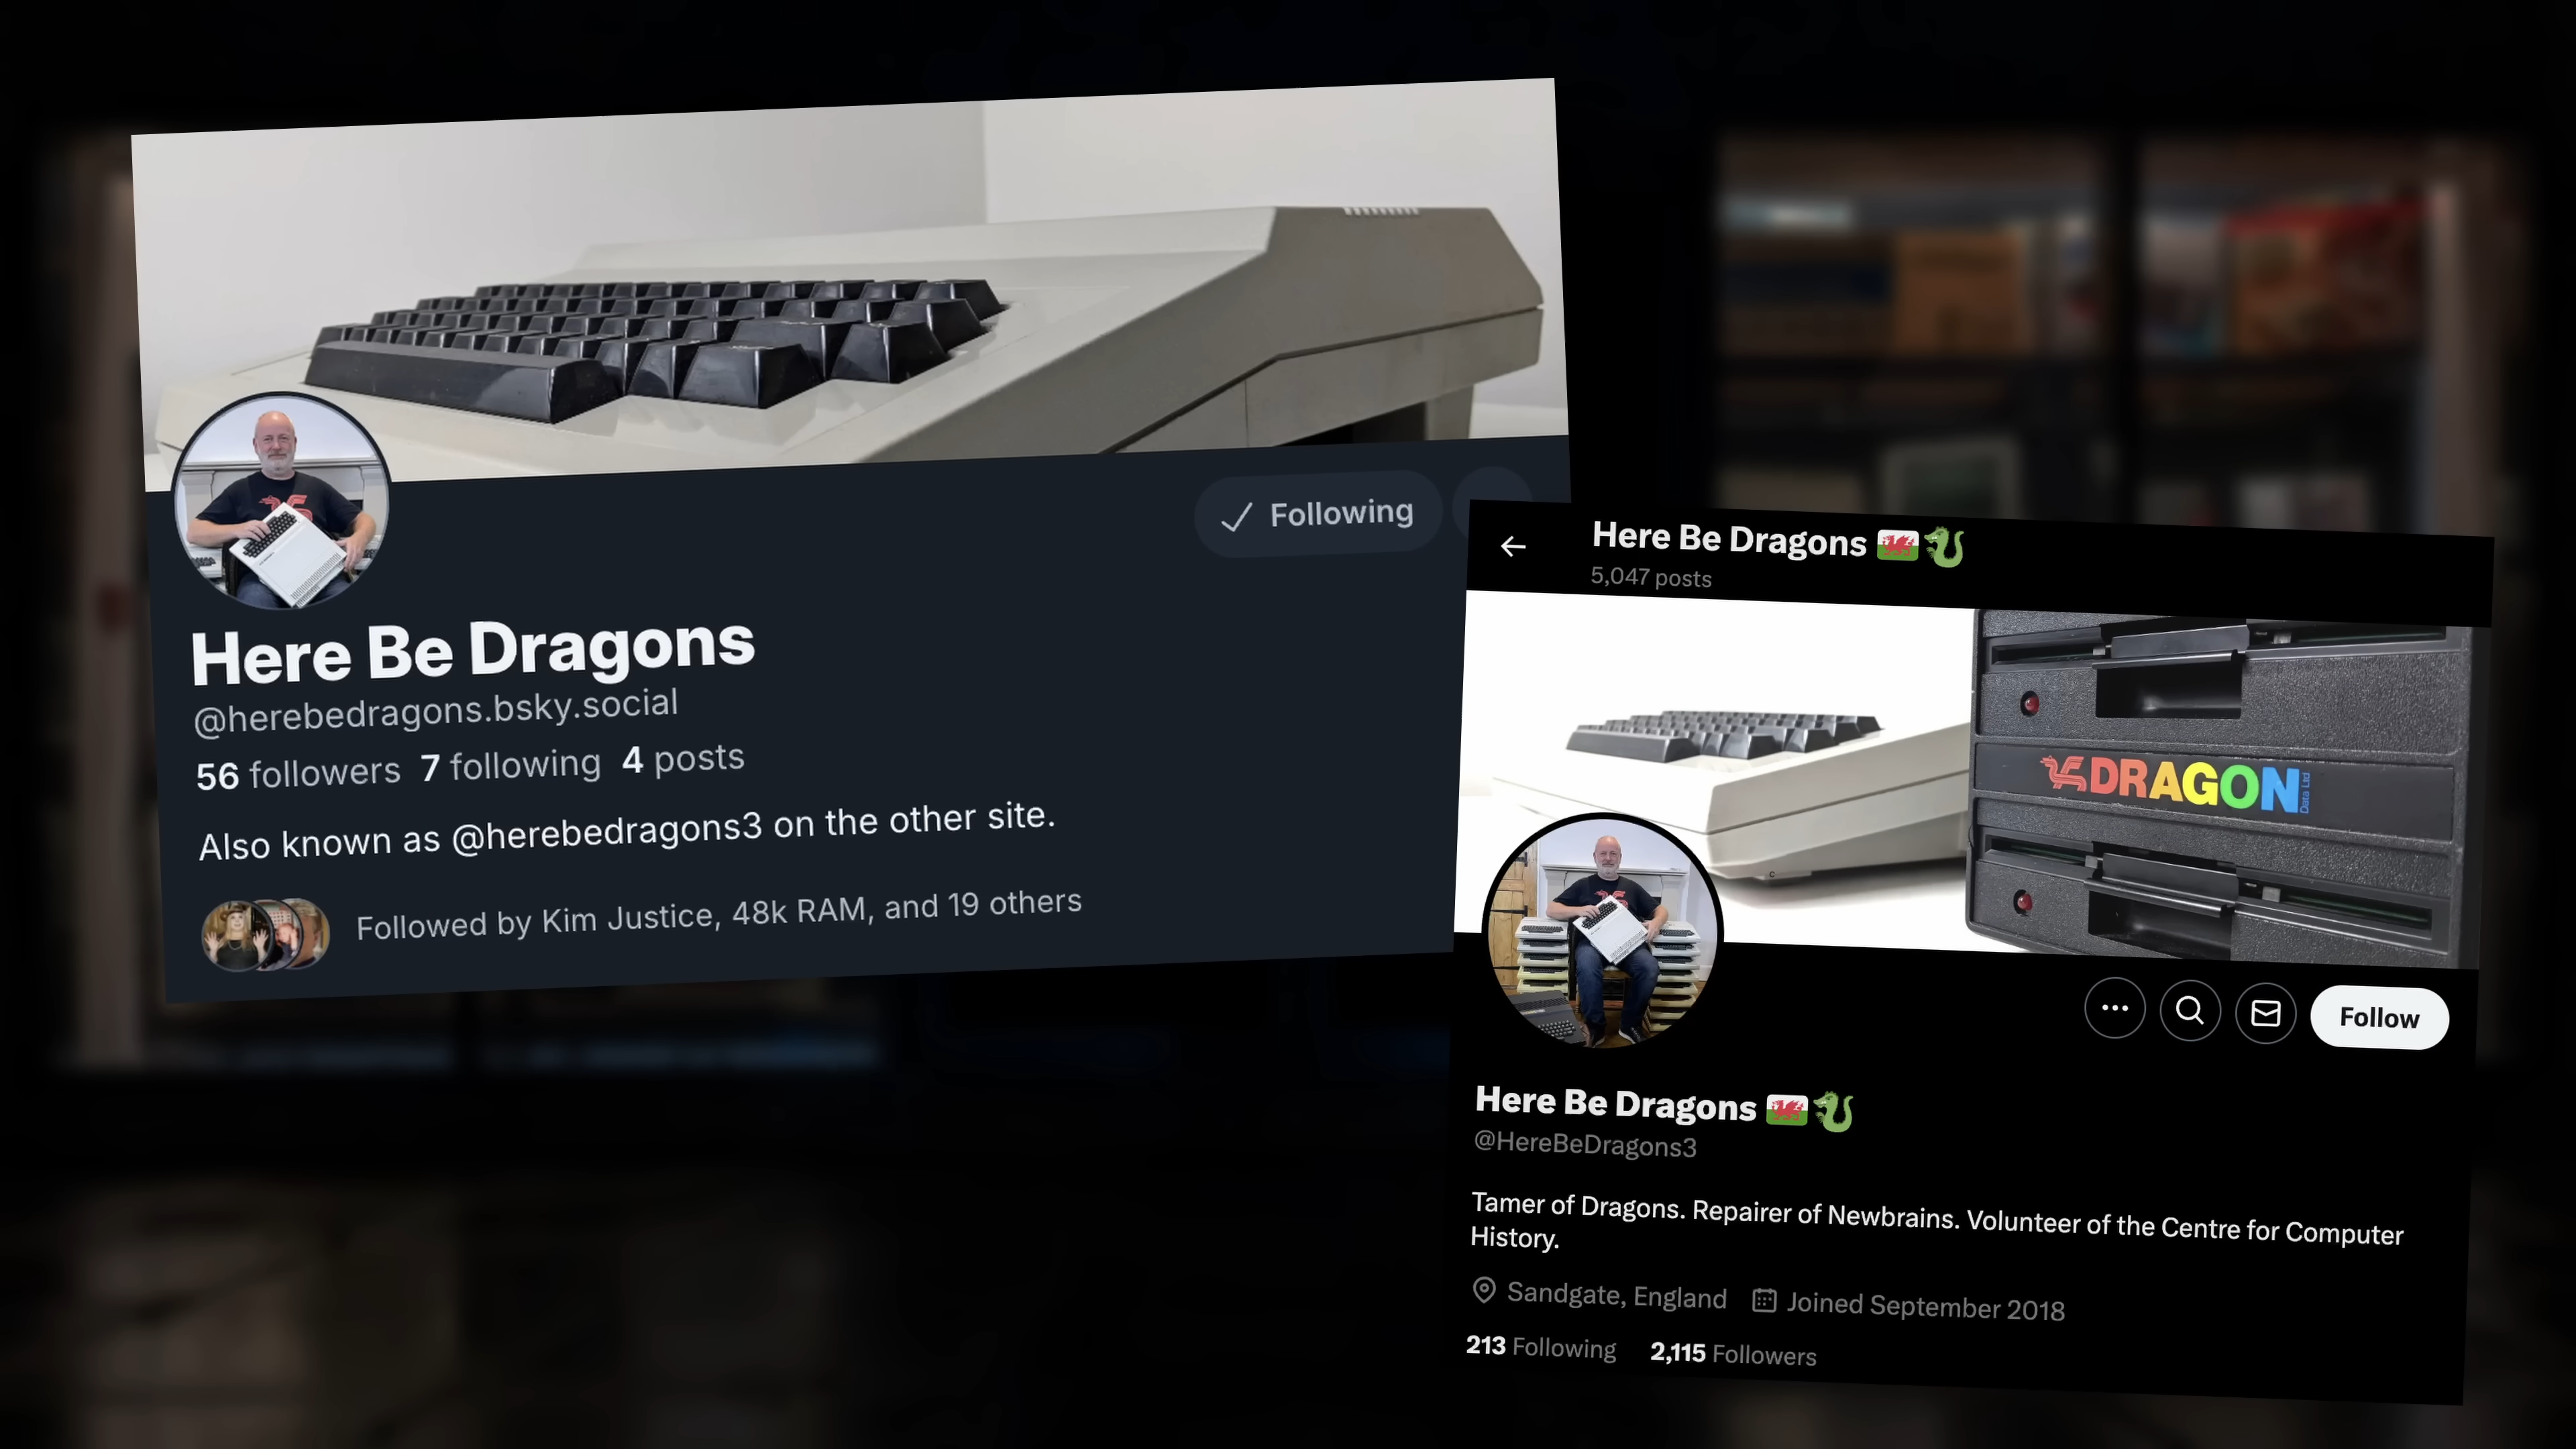 Following
Here Be Dragons
@herebedragons.bsky.social
56 followers 7 following 4 posts
Also known as @herebedragons3 on the other site.
Followed by Kim Justice, 48k RAM, and 19 others
Here Be Dragons 🏴󠁧󠁢󠁷󠁬󠁳󠁿🐉
5,047 posts
DRAGON Data Ltd
Follow
Here Be Dragons 🏴󠁧󠁢󠁷󠁬󠁳󠁿🐉
@HereBeDragons3
Tamer of Dragons. Repairer of Newbrains. Volunteer of the Centre for Computer
History.
Sandgate, England Joined September 2018
213 Following 2,115 Followers